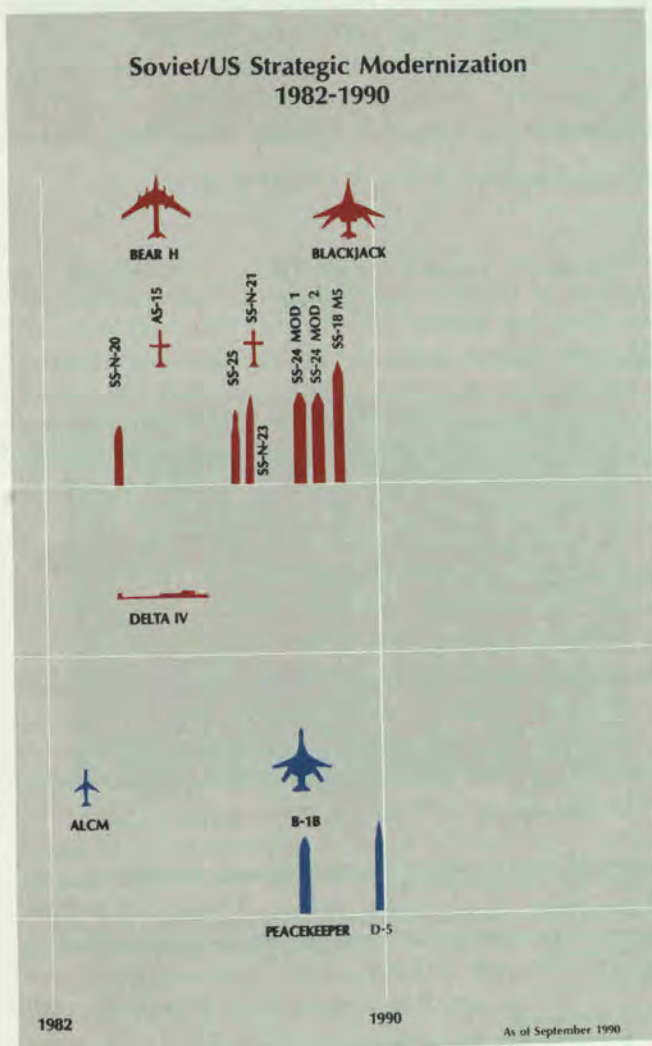 Soviet/US Strategic Modernization
1982-1990
BEAR H
BLACKJACK
SS-N-20
AS-15
SS-25
SS-N-21
SS-N-23
SS-24 MOD 1
SS-24 MOD 2
SS-18 M5
DELTA IV
ALCM
B-1B
PEACEKEEPER
D-5
1982
1990
As of September 1990